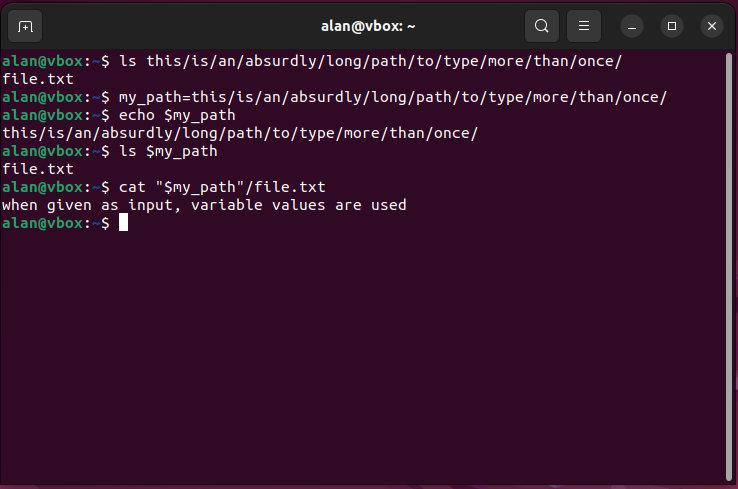 alan@vbox: ~
alan@vbox:~$ ls this/is/an/absurdly/long/path/to/type/more/than/once/
file.txt
alan@vbox:~$ my_path=this/is/an/absurdly/long/path/to/type/more/than/once/
alan@vbox:~$ echo $my_path
this/is/an/absurdly/long/path/to/type/more/than/once/
alan@vbox:~$ ls $my_path
file.txt
alan@vbox:~$ cat "$my_path"/file.txt
when given as input, variable values are used
alan@vbox:~$